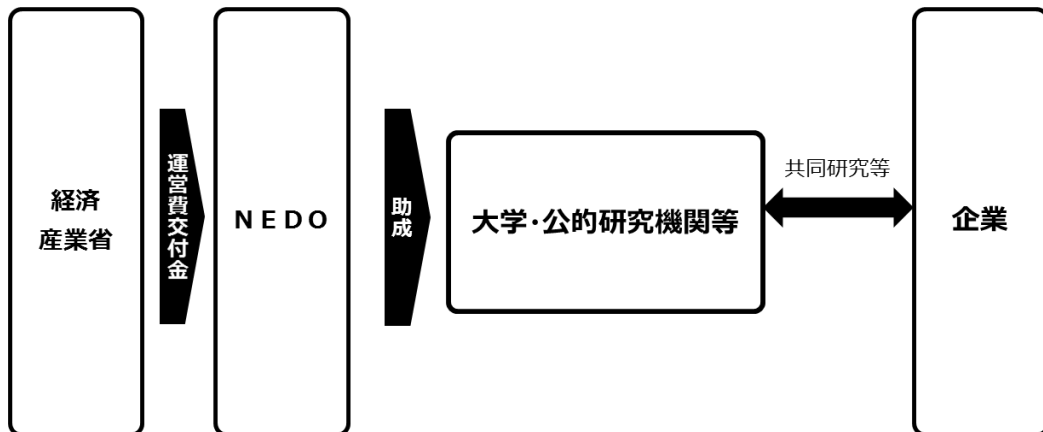 経済
産業省
運営費交付金
NEDO
助成
大学・公的研究機関等
共同研究等
企業